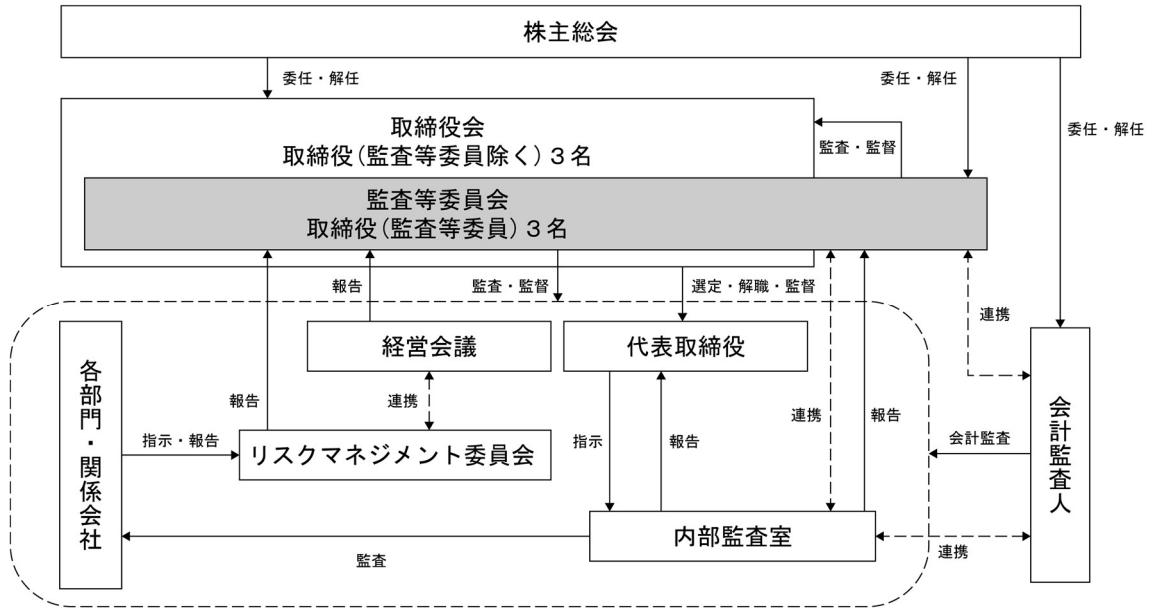 株主総会
委任・解任
委任・解任
委任・解任
取締役会
取締役(監査等委員除く)３名
監査・監督
監査等委員会
取締役(監査等委員)３名
報告
監査・監督
選定・解職・監督
連携
経営会議
代表取締役
各部門・関係会社
報告
連携
連携
報告
会計監査人
指示・報告
リスクマネジメント委員会
指示
報告
会計監査
内部監査室
監査
連携